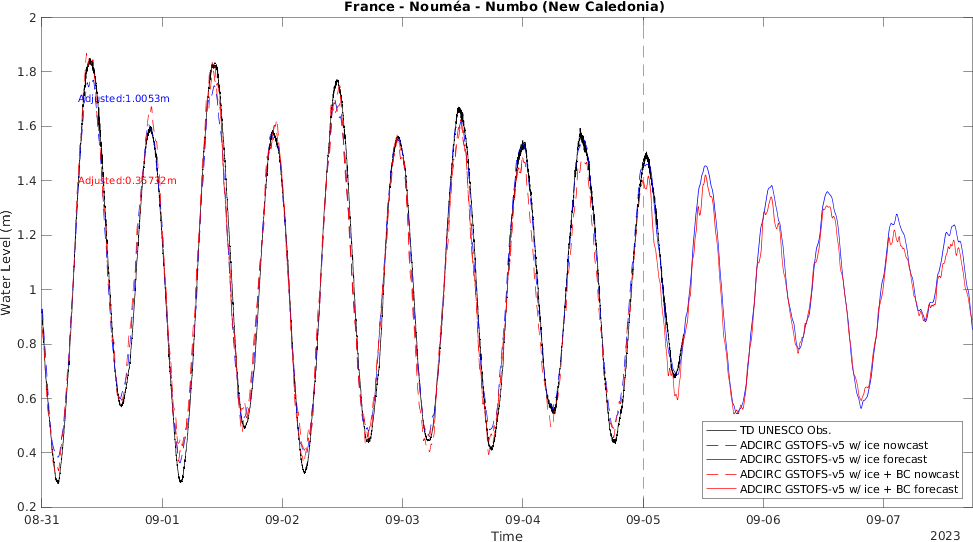 France - Nouméa - Numbo (New Caledonia)
2
1.8
1.6
1.4
1.2
1
0.8
0.6
0.4
0.2
Water Level (m)
Adjusted:1.0053m
Adjusted:0.35732m
TD UNESCO Obs.
ADCIRC GSTOFS-v5 w/ ice nowcast
ADCIRC GSTOFS-v5 w/ ice forecast
ADCIRC GSTOFS-v5 w/ ice + BC nowcast
ADCIRC GSTOFS-v5 w/ ice + BC forecast
08-31 09-01 09-02 09-03 09-04 09-05 09-06 09-07
Time
2023